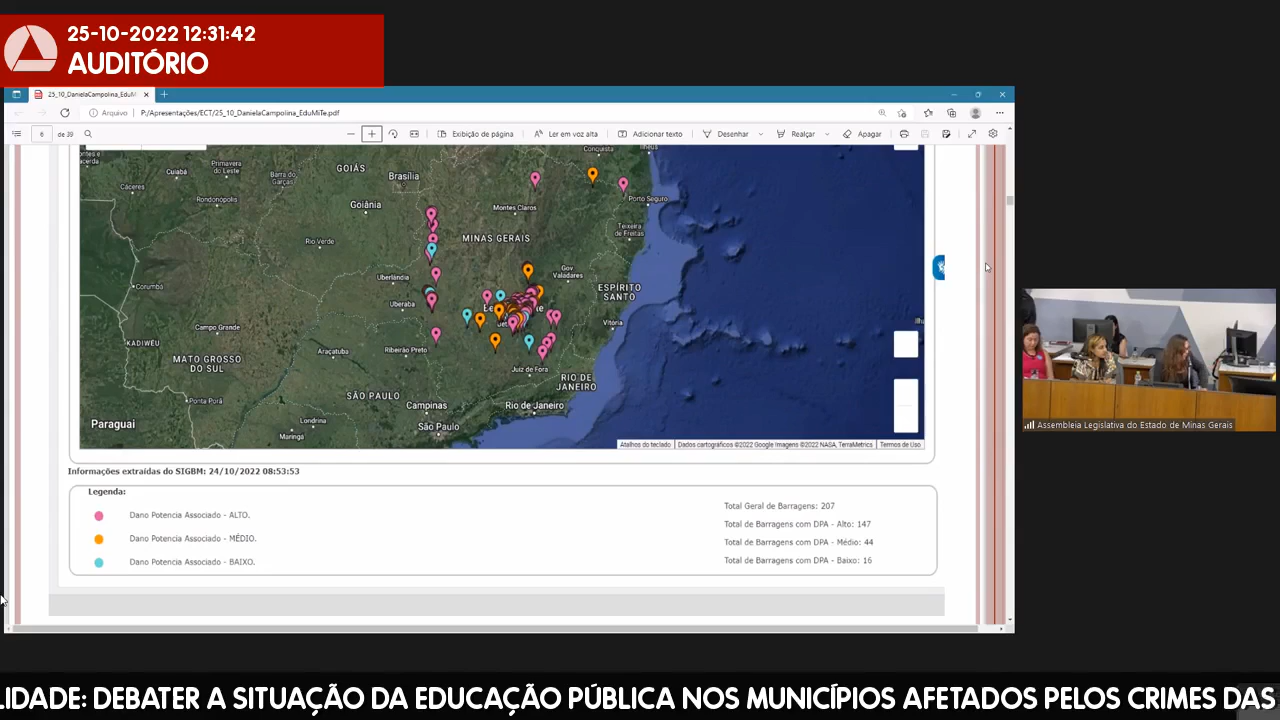 25-10-2022 12:31:42
AUDITÓRIO
25_10_DanielaCampolina_EduMi
Arquivo P:/Apresentações/ECT/25_10_DanielaCampolina_EduMiTe.pdf
6 de 39 Exibição de página Ler em voz alta Adicionar texto Desenhar Realçar Apagar
Conquista
Ilhéus
Cuiabá
Primavera do Leste
Barra do Garças
GOIÁS
Brasília
Cáceres
Rondonópolis
Goiânia
Montes Claros
Porto Seguro
Teixeira de Freitas
Rio Verde
MINAS GERAIS
Corumbá
Uberlândia
Gov Valadares
Uberaba
ESPÍRITO SANTO
Vitória
Campo Grande
KADIWÉU
MATO GROSSO DO SUL
Araçatuba
Ribeirão Preto
Juiz de Fora
RIO DE JANEIRO
Ponta Porã
SÃO PAULO
Campinas
Rio de Janeiro
Paraguai
Londrina
São Paulo
Maringá
Atalhos do teclado Dados cartográficos ©2022 Google Imagens ©2022 NASA, TerraMetrics Termos de Uso
Informações extraídas do SIGBM: 24/10/2022 08:53:53
Legenda:
Dano Potencia Associado - ALTO.
Dano Potencia Associado - MÉDIO.
Dano Potencia Associado - BAIXO.
Total Geral de Barragens: 207
Total de Barragens com DPA - Alto: 147
Total de Barragens com DPA - Médio: 44
Total de Barragens com DPA - Baixo: 16
Assembleia Legislativa do Estado de Minas Gerais
LIDADE: DEBATER A SITUAÇÃO DA EDUCAÇÃO PÚBLICA NOS MUNICÍPIOS AFETADOS PELOS CRIMES DAS